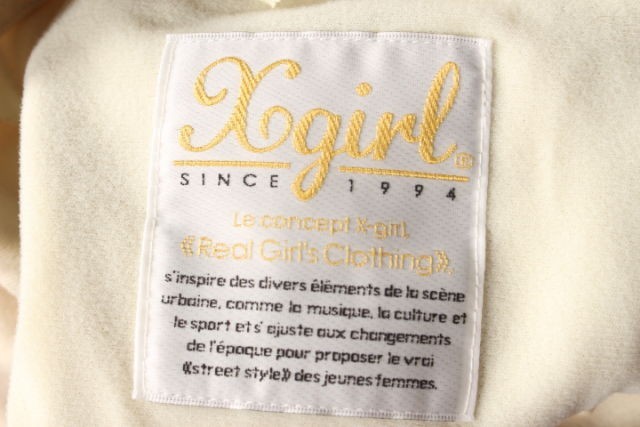 Xgirl®
SINCE 1994
Le concept X-girl,
《Real Girl's Clothing》,
s'inspire des divers éléments de la scène
urbaine, comme la musique, la culture et
le sport et s' ajuste aux changements
de l'époque pour proposer le vrai
《street style》 des jeunes femmes.